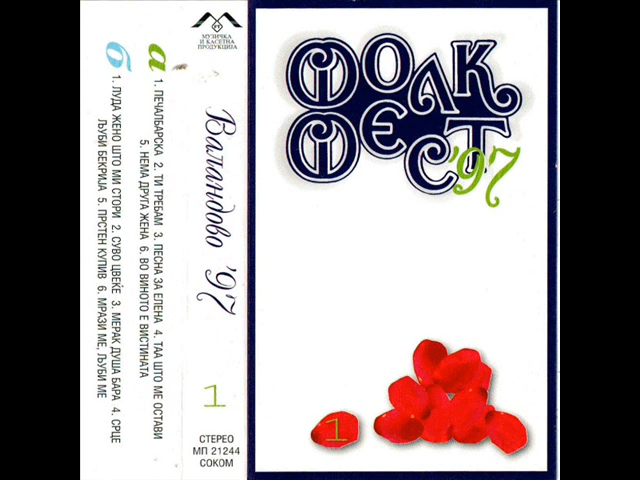 МУЗИЧКА
И КАСЕТНА
ПРОДУКЦИЈА
а
1. ПЕЧАЛБАРСКА 2. ТИ ТРЕБАМ 3. ПЕСНА ЗА ЕЛЕНА 4. ТАА ШТО МЕ ОСТАВИ
5. НЕМА ДРУГА ЖЕНА 6. ВО ВИНОТО Е ВИСТИНАТА
б
1. ЛУДА ЖЕНО ШТО МИ СТОРИ 2. СУВО ЦВЕЌЕ 3. МЕРАК ДУША БАРА 4. СРЦЕ
ЉУБИ БЕКРИЈА 5. ПРСТЕН КУПИВ 6. МРАЗИ МЕ, ЉУБИ МЕ
Валандово '97
1
СТЕРЕО
МП 21244
СОКОМ
ФОЛК
ФЕСТ '97
1